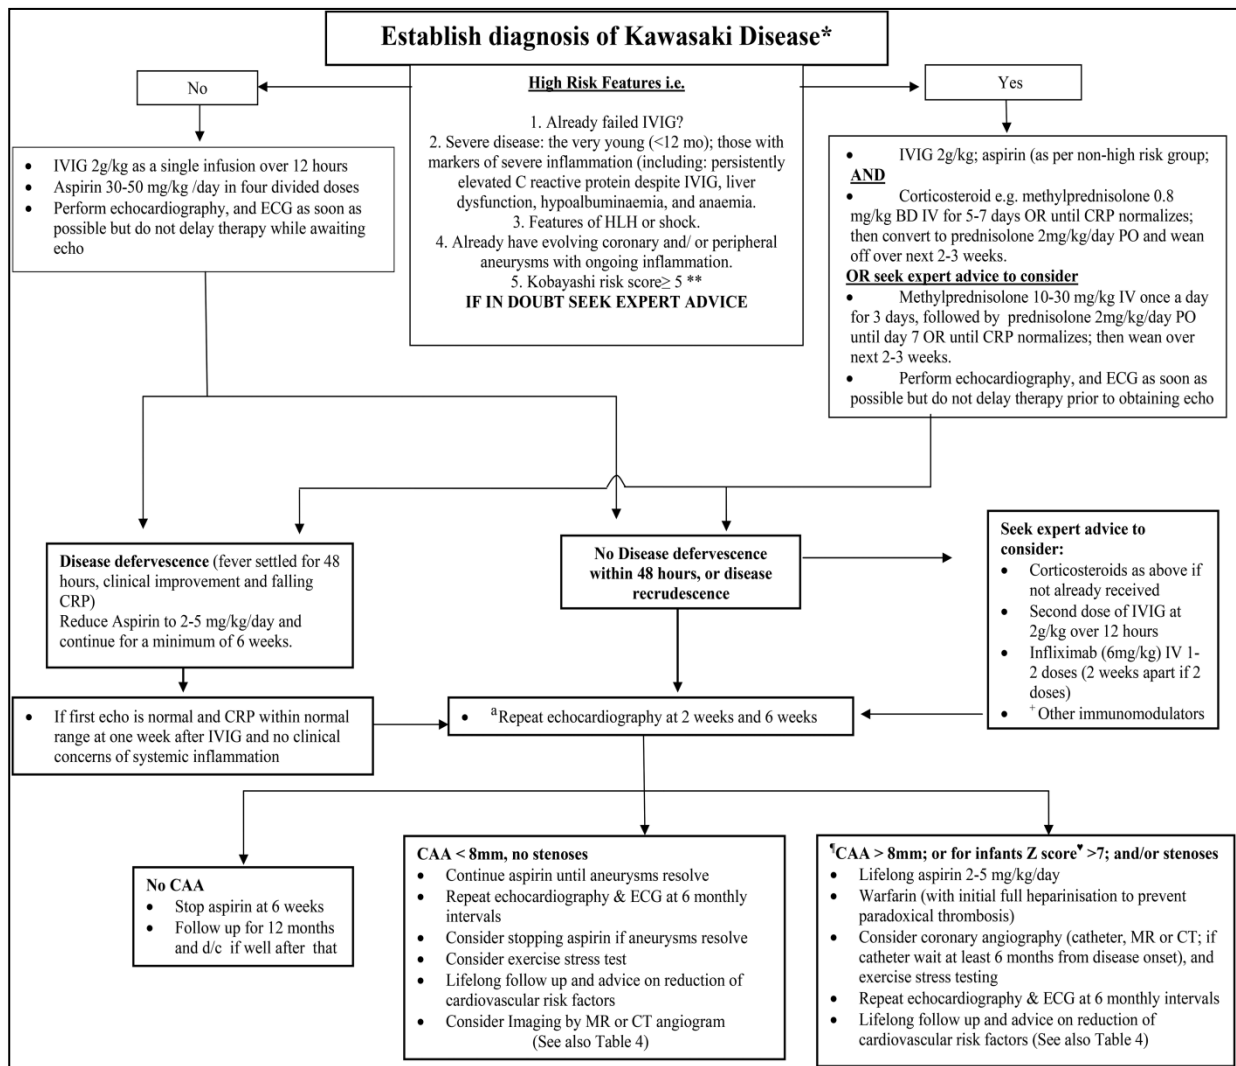 Establish diagnosis of Kawasaki Disease*
No
High Risk Features i.e.
1. Already failed IVIG?
2. Severe disease: the very young (<12 mo); those with
markers of severe inflammation (including: persistently
elevated C reactive protein despite IVIG, liver
dysfunction, hypoalbuminaemia, and anaemia.
3. Features of HLH or shock.
4. Already have evolving coronary and/ or peripheral
aneurysms with ongoing inflammation.
5. Kobayashi risk score≥ 5 **
IF IN DOUBT SEEK EXPERT ADVICE
Yes
• IVIG 2g/kg as a single infusion over 12 hours
• Aspirin 30-50 mg/kg /day in four divided doses
• Perform echocardiography, and ECG as soon as
possible but do not delay therapy while awaiting
echo
• IVIG 2g/kg; aspirin (as per non-high risk group;
AND
• Corticosteroid e.g. methylprednisolone 0.8
mg/kg BD IV for 5-7 days OR until CRP normalizes;
then convert to prednisolone 2mg/kg/day PO and wean
off over next 2-3 weeks.
OR seek expert advice to consider
• Methylprednisolone 10-30 mg/kg IV once a day
for 3 days, followed by prednisolone 2mg/kg/day PO
until day 7 OR until CRP normalizes; then wean over
next 2-3 weeks.
• Perform echocardiography, and ECG as soon as
possible but do not delay therapy prior to obtaining echo
Disease defervescence (fever settled for 48
hours, clinical improvement and falling
CRP)
Reduce Aspirin to 2-5 mg/kg/day and
continue for a minimum of 6 weeks.
No Disease defervescence
within 48 hours, or disease
recrudescence
Seek expert advice to
consider:
• Corticosteroids as above if
not already received
• Second dose of IVIG at
2g/kg over 12 hours
• Infliximab (6mg/kg) IV 1-
2 doses (2 weeks apart if 2
doses)
• +Other immunomodulators
• If first echo is normal and CRP within normal
range at one week after IVIG and no clinical
concerns of systemic inflammation
• aRepeat echocardiography at 2 weeks and 6 weeks
No CAA
• Stop aspirin at 6 weeks
• Follow up for 12 months
and d/c if well after that
CAA < 8mm, no stenoses
• Continue aspirin until aneurysms resolve
• Repeat echocardiography & ECG at 6 monthly
intervals
• Consider stopping aspirin if aneurysms resolve
• Consider exercise stress test
• Lifelong follow up and advice on reduction of
cardiovascular risk factors
• Consider Imaging by MR or CT angiogram
(See also Table 4)
¶CAA > 8mm; or for infants Z score♥ >7; and/or stenoses
• Lifelong aspirin 2-5 mg/kg/day
• Warfarin (with initial full heparinisation to prevent
paradoxical thrombosis)
• Consider coronary angiography (catheter, MR or CT; if
catheter wait at least 6 months from disease onset), and
exercise stress testing
• Repeat echocardiography & ECG at 6 monthly intervals
• Lifelong follow up and advice on reduction of
cardiovascular risk factors (See also Table 4)